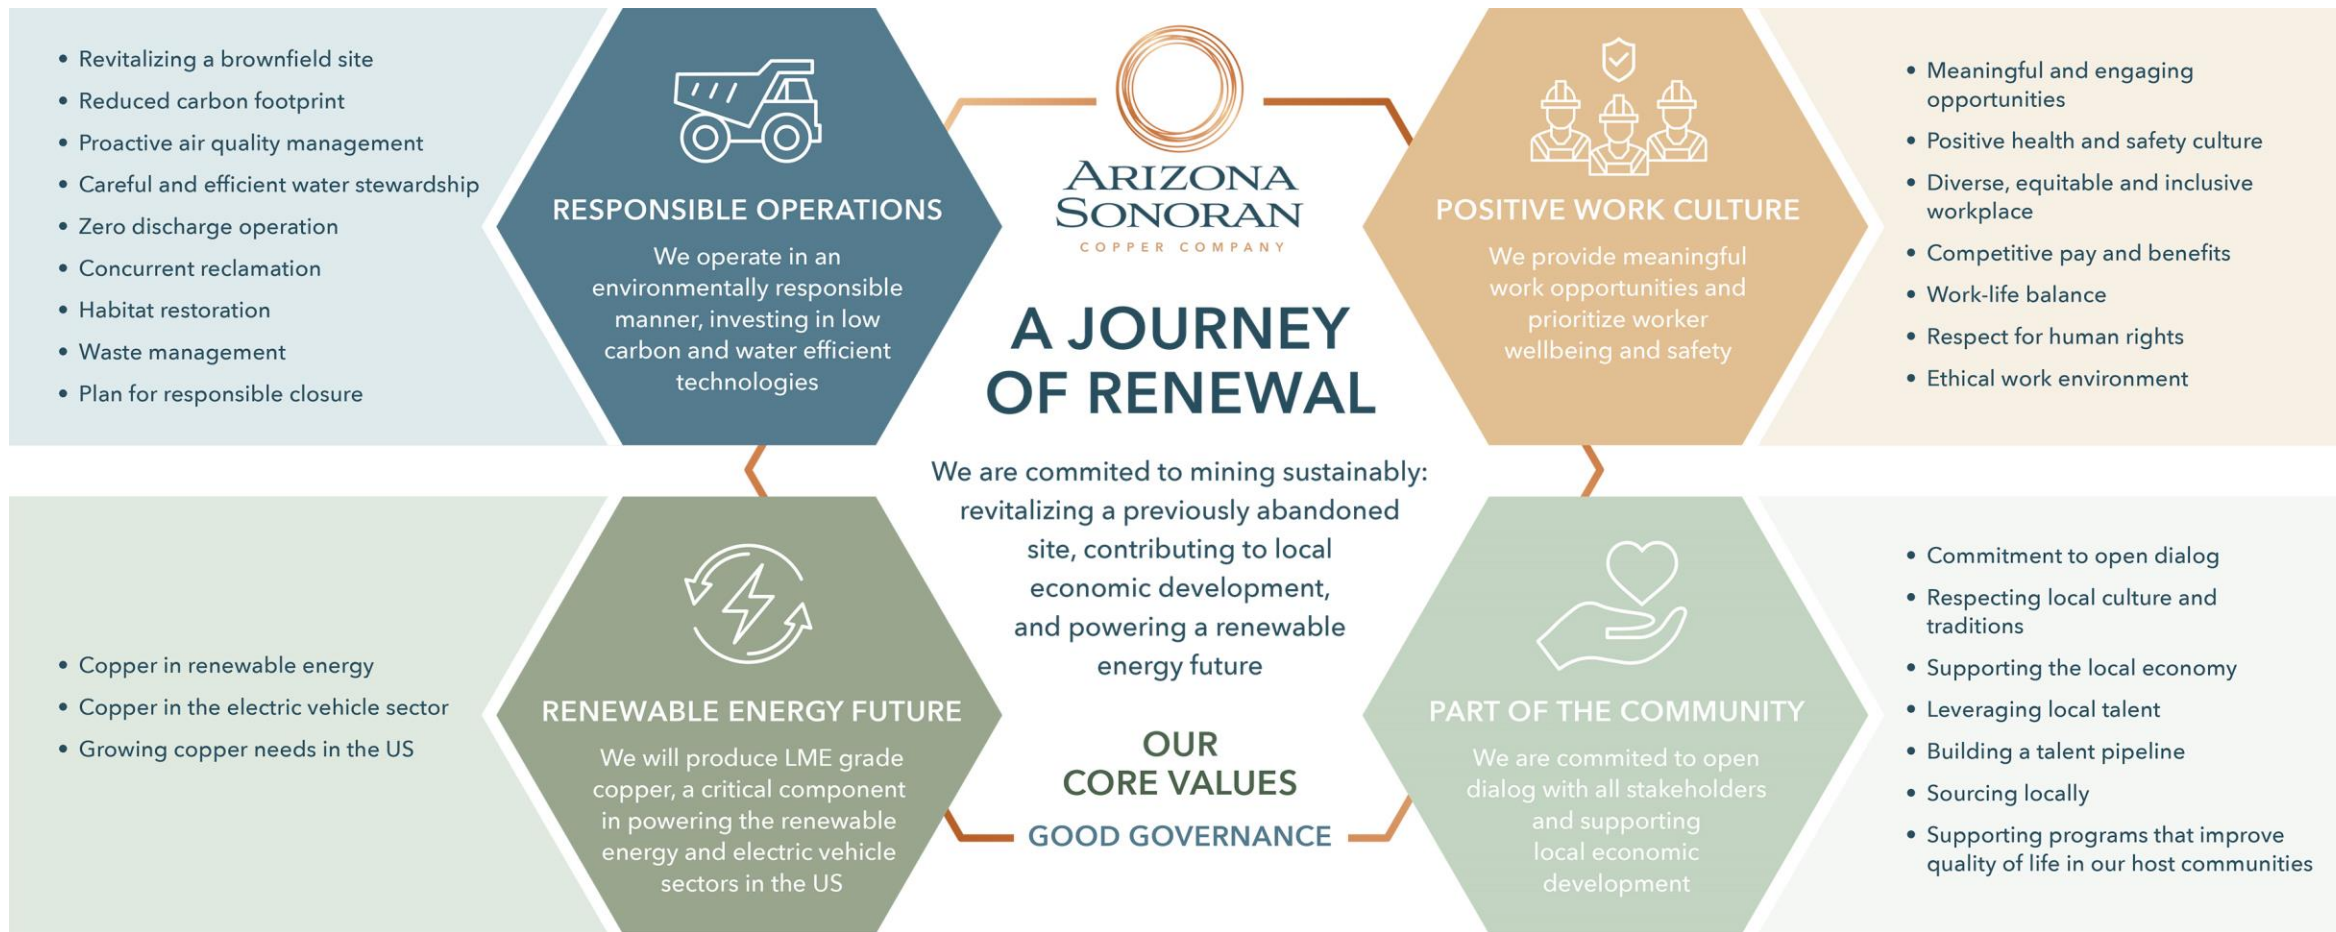 • Revitalizing a brownfield site
• Reduced carbon footprint
• Proactive air quality management
• Careful and efficient water stewardship
• Zero discharge operation
• Concurrent reclamation
• Habitat restoration
• Waste management
• Plan for responsible closure
RESPONSIBLE OPERATIONS
We operate in an
environmentally responsible
manner, investing in low
carbon and water efficient
technologies
ARIZONA
SONORAN
COPPER COMPANY
A JOURNEY
OF RENEWAL
We are commited to mining sustainably:
revitalizing a previously abandoned
site, contributing to local
economic development,
and powering a renewable
energy future
OUR
CORE VALUES
GOOD GOVERNANCE
POSITIVE WORK CULTURE
We provide meaningful
work opportunities and
prioritize worker
wellbeing and safety
• Meaningful and engaging
opportunities
• Positive health and safety culture
• Diverse, equitable and inclusive
workplace
• Competitive pay and benefits
• Work-life balance
• Respect for human rights
• Ethical work environment
• Copper in renewable energy
• Copper in the electric vehicle sector
• Growing copper needs in the US
RENEWABLE ENERGY FUTURE
We will produce LME grade
copper, a critical component
in powering the renewable
energy and electric vehicle
sectors in the US
PART OF THE COMMUNITY
We are commited to open
dialog with all stakeholders
and supporting
local economic
development
• Commitment to open dialog
• Respecting local culture and
traditions
• Supporting the local economy
• Leveraging local talent
• Building a talent pipeline
• Sourcing locally
• Supporting programs that improve
quality of life in our host communities